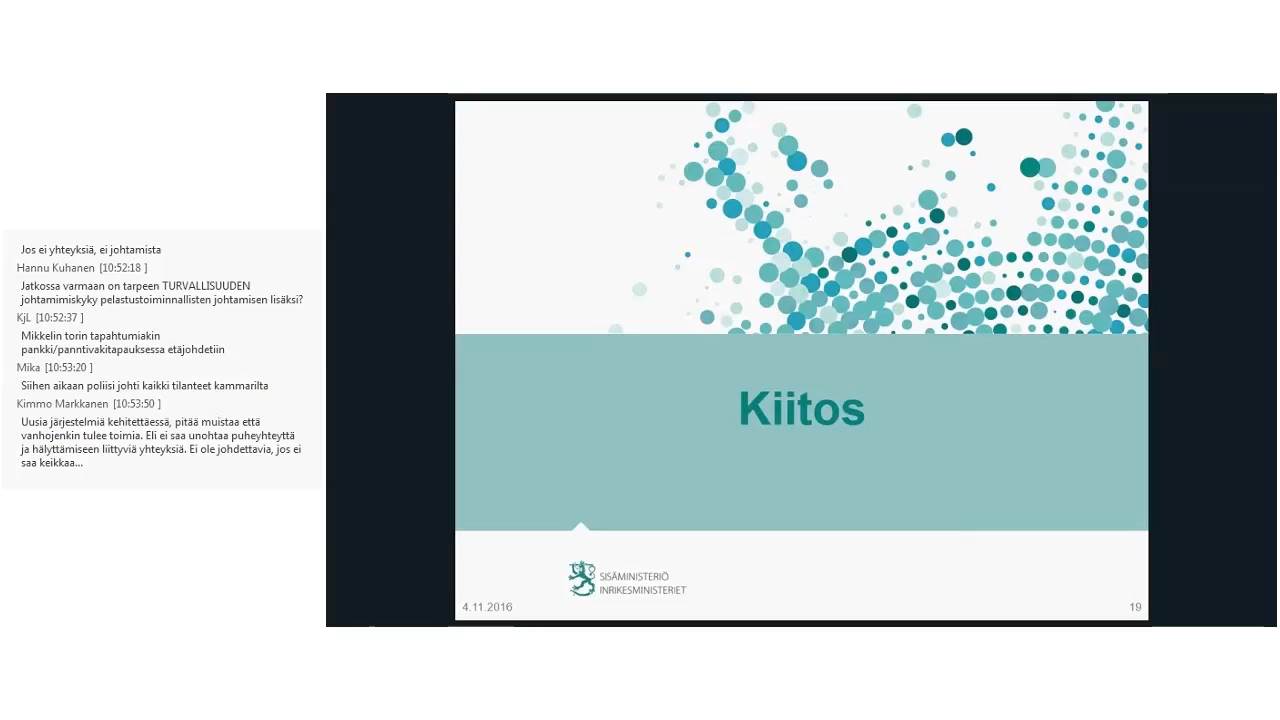 Jos ei yhteyksiä, ei johtamista
Hannu Kuhanen [10:52:18 ]
Jatkossa varmaan on tarpeen TURVALLISUUDEN
johtamimiskyky pelastustoiminnallisten johtamisen lisäksi?
KjL [10:52:37 ]
Mikkelin torin tapahtumiakin
pankki/panntivakitapauksessa etäjohdetiin
Mika [10:53:20 ]
Siihen aikaan poliisi johti kaikki tilanteet kammarilta
Kimmo Markkanen [10:53:50 ]
Uusia järjestelmiä kehitettäessä, pitää muistaa että
vanhojenkin tulee toimia. Eli ei saa unohtaa puheyhteyttä
ja hälyttämiseen liittyviä yhteyksiä. Ei ole johdettavia, jos ei
saa keikkaa...
Kiitos
SISÄMINISTERIÖ
INRIKESMINISTERIET
4.11.2016
19